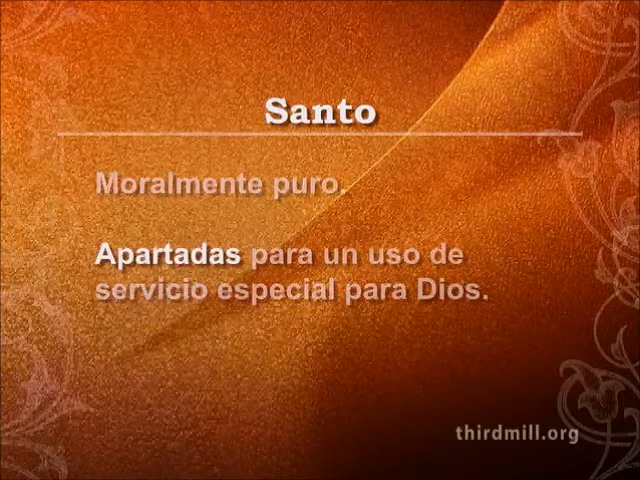 Santo
Moralmente puro.
Apartadas para un uso de
servicio especial para Dios.
thirdmill.org